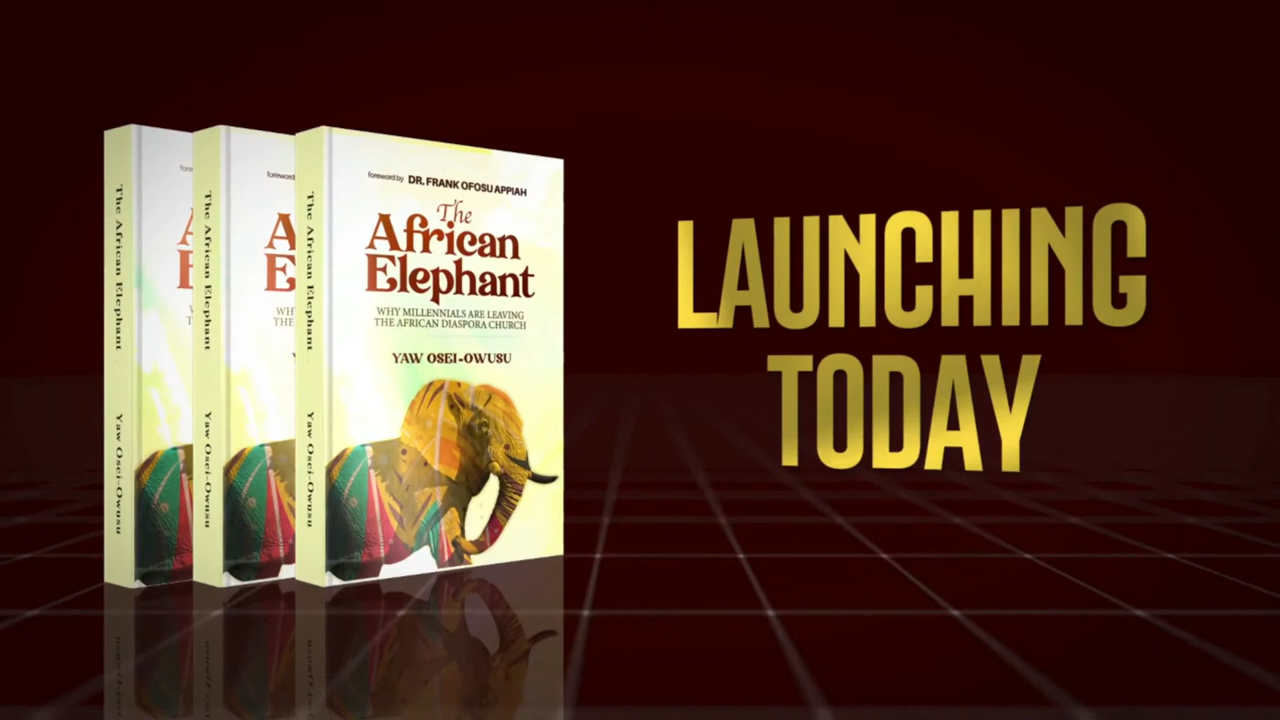 The African Elephant
Yaw Osei-Owusu
The African Elephant
Yaw Osei-Owusu
The African Elephant
Yaw Osei-Owusu
foreword by DR. FRANK OFOSU APPIAH
The
African
Elephant
WHY MILLENNIALS ARE LEAVING
THE AFRICAN DIASPORA CHURCH
YAW OSEI-OWUSU
LAUNCHING
TODAY